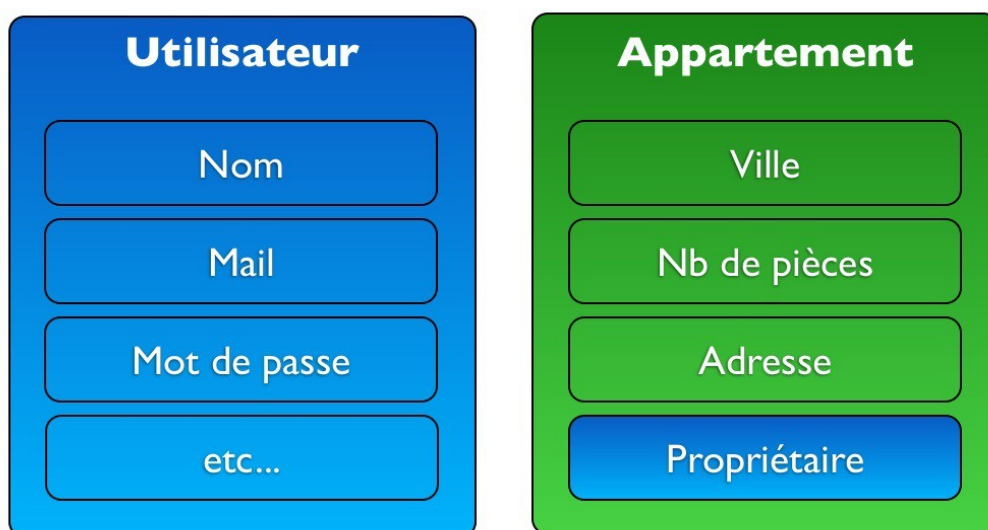 Utilisateur
Nom
Mail
Mot de passe
etc...
Appartement
Ville
Nb de pièces
Adresse
Propriétaire